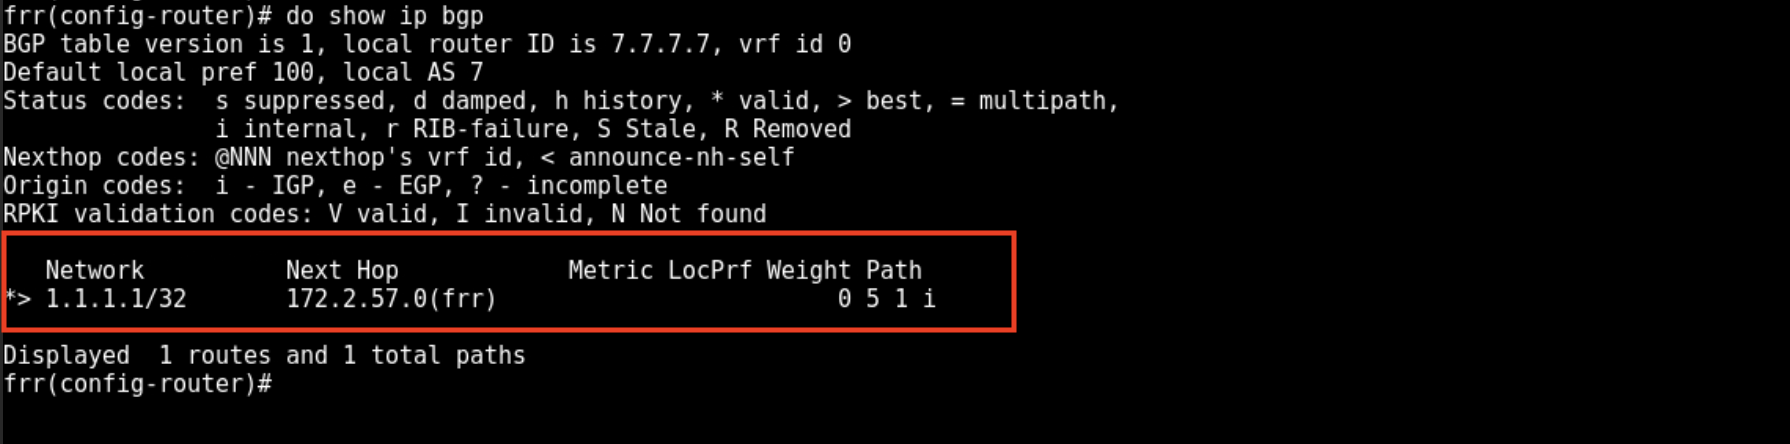 frr(config-router)# do show ip bgp
BGP table version is 1, local router ID is 7.7.7.7, vrf id 0
Default local pref 100, local AS 7
Status codes:  s suppressed, d damped, h history, * valid, > best, = multipath,
               i internal, r RIB-failure, S Stale, R Removed
Nexthop codes: @NNN nexthop's vrf id, < announce-nh-self
Origin codes:  i - IGP, e - EGP, ? - incomplete
RPKI validation codes: V valid, I invalid, N Not found
   Network          Next Hop            Metric LocPrf Weight Path
*> 1.1.1.1/32       172.2.57.0(frr)                        0 5 1 i
Displayed  1 routes and 1 total paths
frr(config-router)#